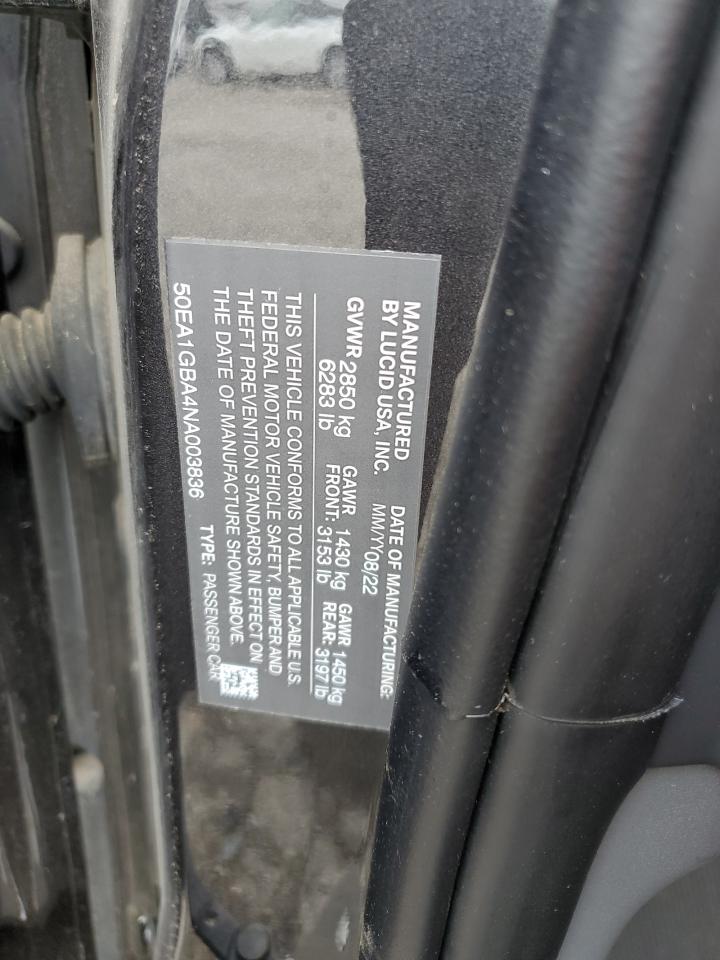 MANUFACTURED
BY LUCID USA, INC.
DATE OF MANUFACTURING:
MM/YY 08/22
GVWR 2850 kg
6283 lb
GAWR 1430 kg
FRONT: 3153 lb
GAWR 1450 kg
REAR: 3197 lb
THIS VEHICLE CONFORMS TO ALL APPLICABLE U.S.
FEDERAL MOTOR VEHICLE SAFETY, BUMPER AND
THEFT PREVENTION STANDARDS IN EFFECT ON
THE DATE OF MANUFACTURE SHOWN ABOVE.
50EA1GBA4NA003836
TYPE: PASSENGER CAR